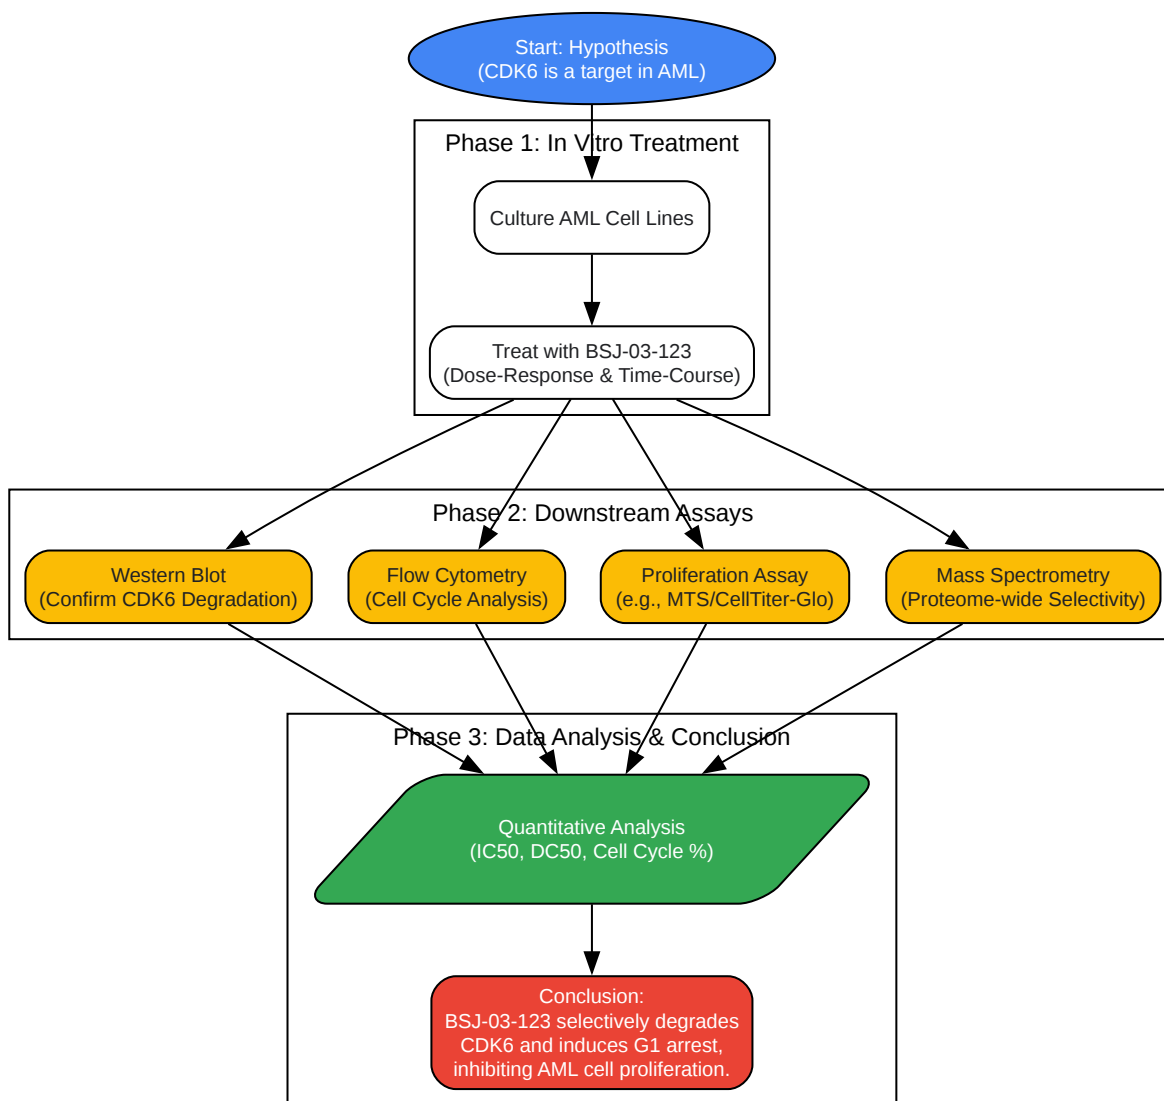 Start: Hypothesis
(CDK6 is a target in AML)
Phase 1: In Vitro Treatment
Culture AML Cell Lines
Treat with BSJ-03-123
(Dose-Response & Time-Course)
Phase 2: Downstream Assays
Western Blot
(Confirm CDK6 Degradation)
Flow Cytometry
(Cell Cycle Analysis)
Proliferation Assay
(e.g., MTS/CellTiter-Glo)
Mass Spectrometry
(Proteome-wide Selectivity)
Phase 3: Data Analysis & Conclusion
Quantitative Analysis
(IC50, DC50, Cell Cycle %)
Conclusion:
BSJ-03-123 selectively degrades
CDK6 and induces G1 arrest,
inhibiting AML cell proliferation.